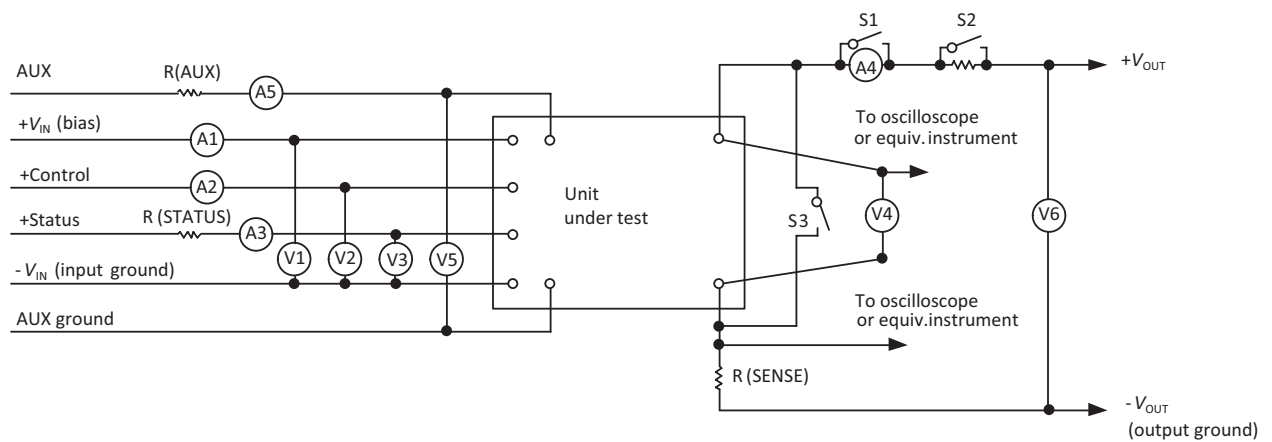 AUX
R(AUX)
A5
+VIN (bias)
A1
+Control
A2
+Status
R (STATUS)
A3
V1
V2
V3
V5
- VIN (input ground)
AUX ground
Unit
under test
S1
A4
S2
+VOUT
To oscilloscope
or equiv.instrument
S3
V4
V6
To oscilloscope
or equiv.instrument
R (SENSE)
- VOUT
(output ground)